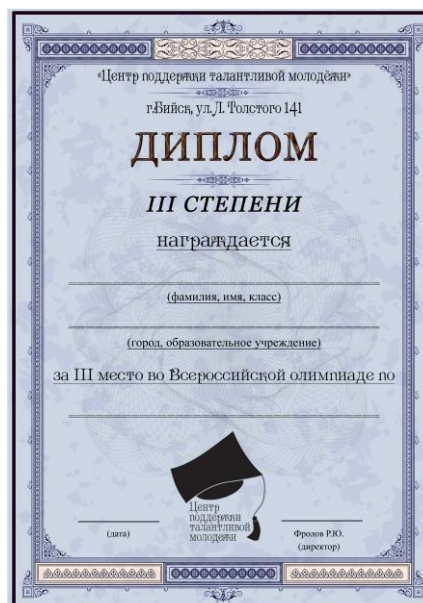 «Центр поддержки талантливой молодёжи»
г.Бийск, ул. Л. Толстого 141
ДИПЛОМ
III СТЕПЕНИ
награждается
(фамилия, имя, класс)
(город, образовательное учреждение)
за III место во Всероссийской олимпиаде по
Центр
поддержки
талантливой
молодежи
(дата)
Фролов Р.Ю.
(директор)